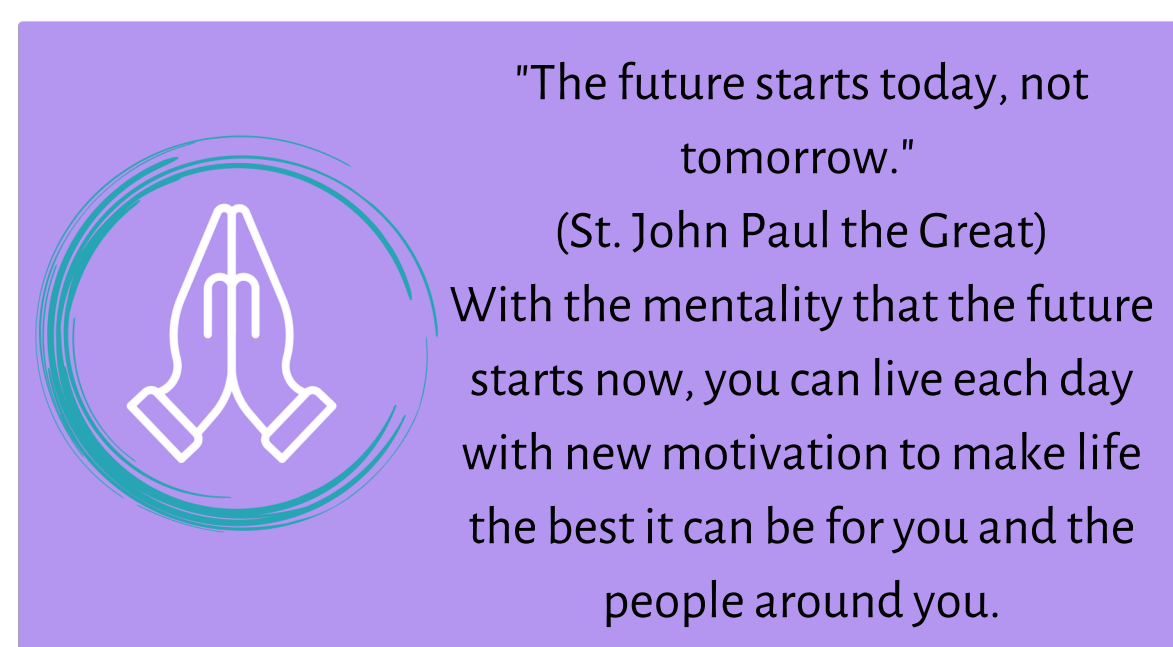 "The future starts today, not
tomorrow."
(St. John Paul the Great)
With the mentality that the future
starts now, you can live each day
with new motivation to make life
the best it can be for you and the
people around you.